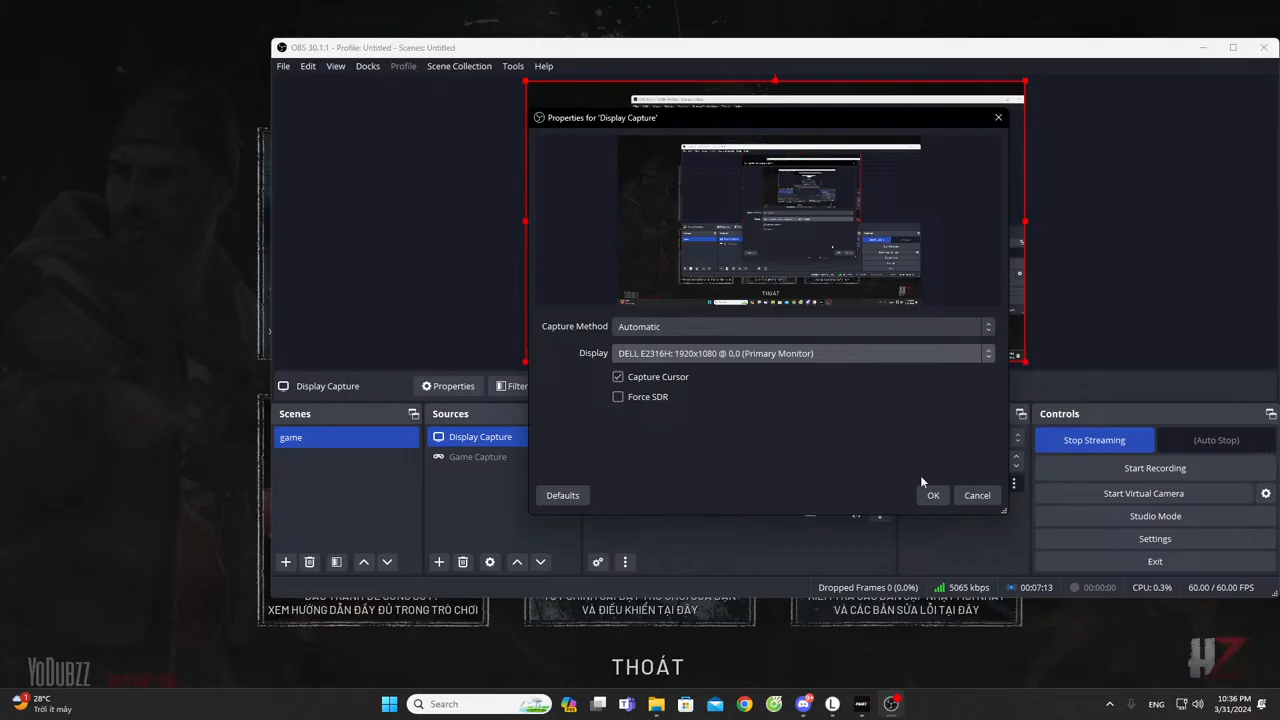 OBS 30.1.1 - Profile: Untitled - Scenes: Untitled
File Edit View Docks Profile Scene Collection Tools Help
Properties for 'Display Capture'
THOÁT
Capture Method Automatic
Display DELL E2316H: 1920x1080 @ 0,0 (Primary Monitor)
Capture Cursor
Force SDR
Defaults OK Cancel
Display Capture Properties Filter
Scenes Sources Controls
game
Display Capture
Game Capture
Stop Streaming (Auto Stop)
Start Recording
Start Virtual Camera
Studio Mode
Settings
Exit
Dropped Frames 0 (0.0%) 5065 kbps 00:07:13 00:00:00 CPU: 0.3% 60.00 / 60.00 FPS
XEM HƯỚNG DẪN ĐẦY ĐỦ TRONG TRÒ CHƠI
VÀ ĐIỀU KHIỂN TẠI ĐÂY
VÀ CÁC BẢN SỬA LỖI TẠI ĐÂY
THOÁT
YoDubzz
HZ
28°C
Trời ít mây
Search
ENG
10:36 PM
3/31/2024